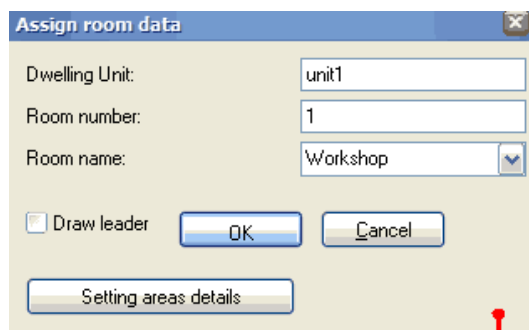 Assign room data
Dwelling Unit: unit1
Room number: 1
Room name: Workshop
Draw leader OK Cancel
Setting areas details